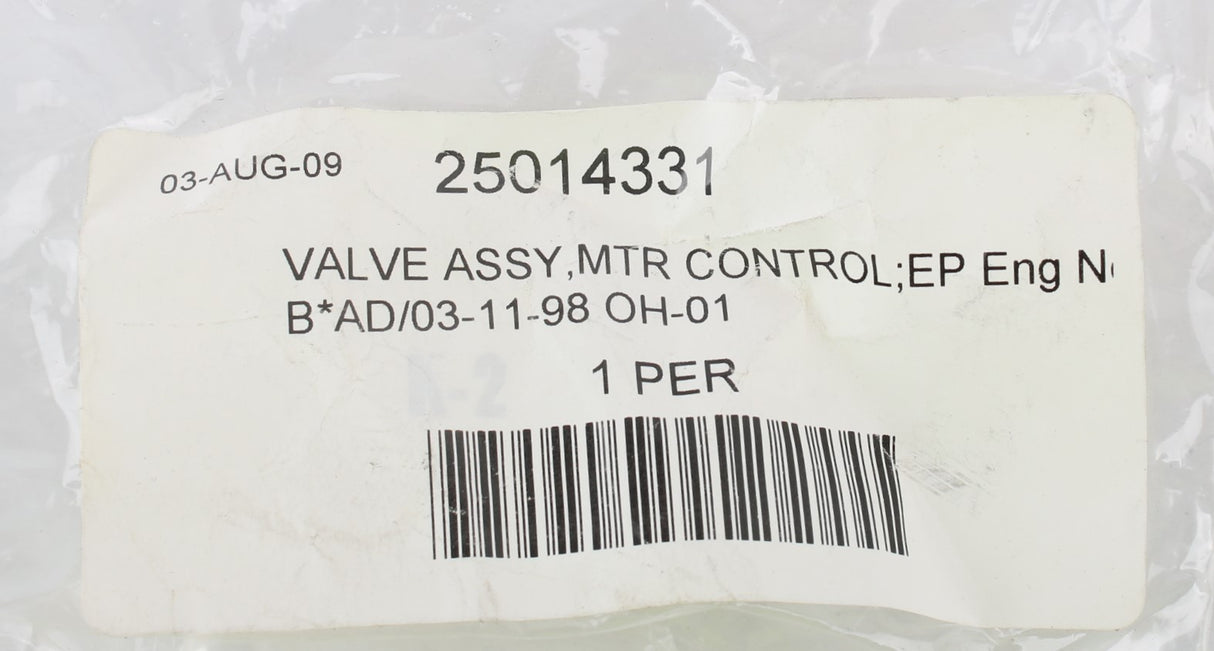 03-AUG-09 25014331
VALVE ASSY,MTR CONTROL;EP Eng
B*AD/03-11-98 OH-01
1 PER